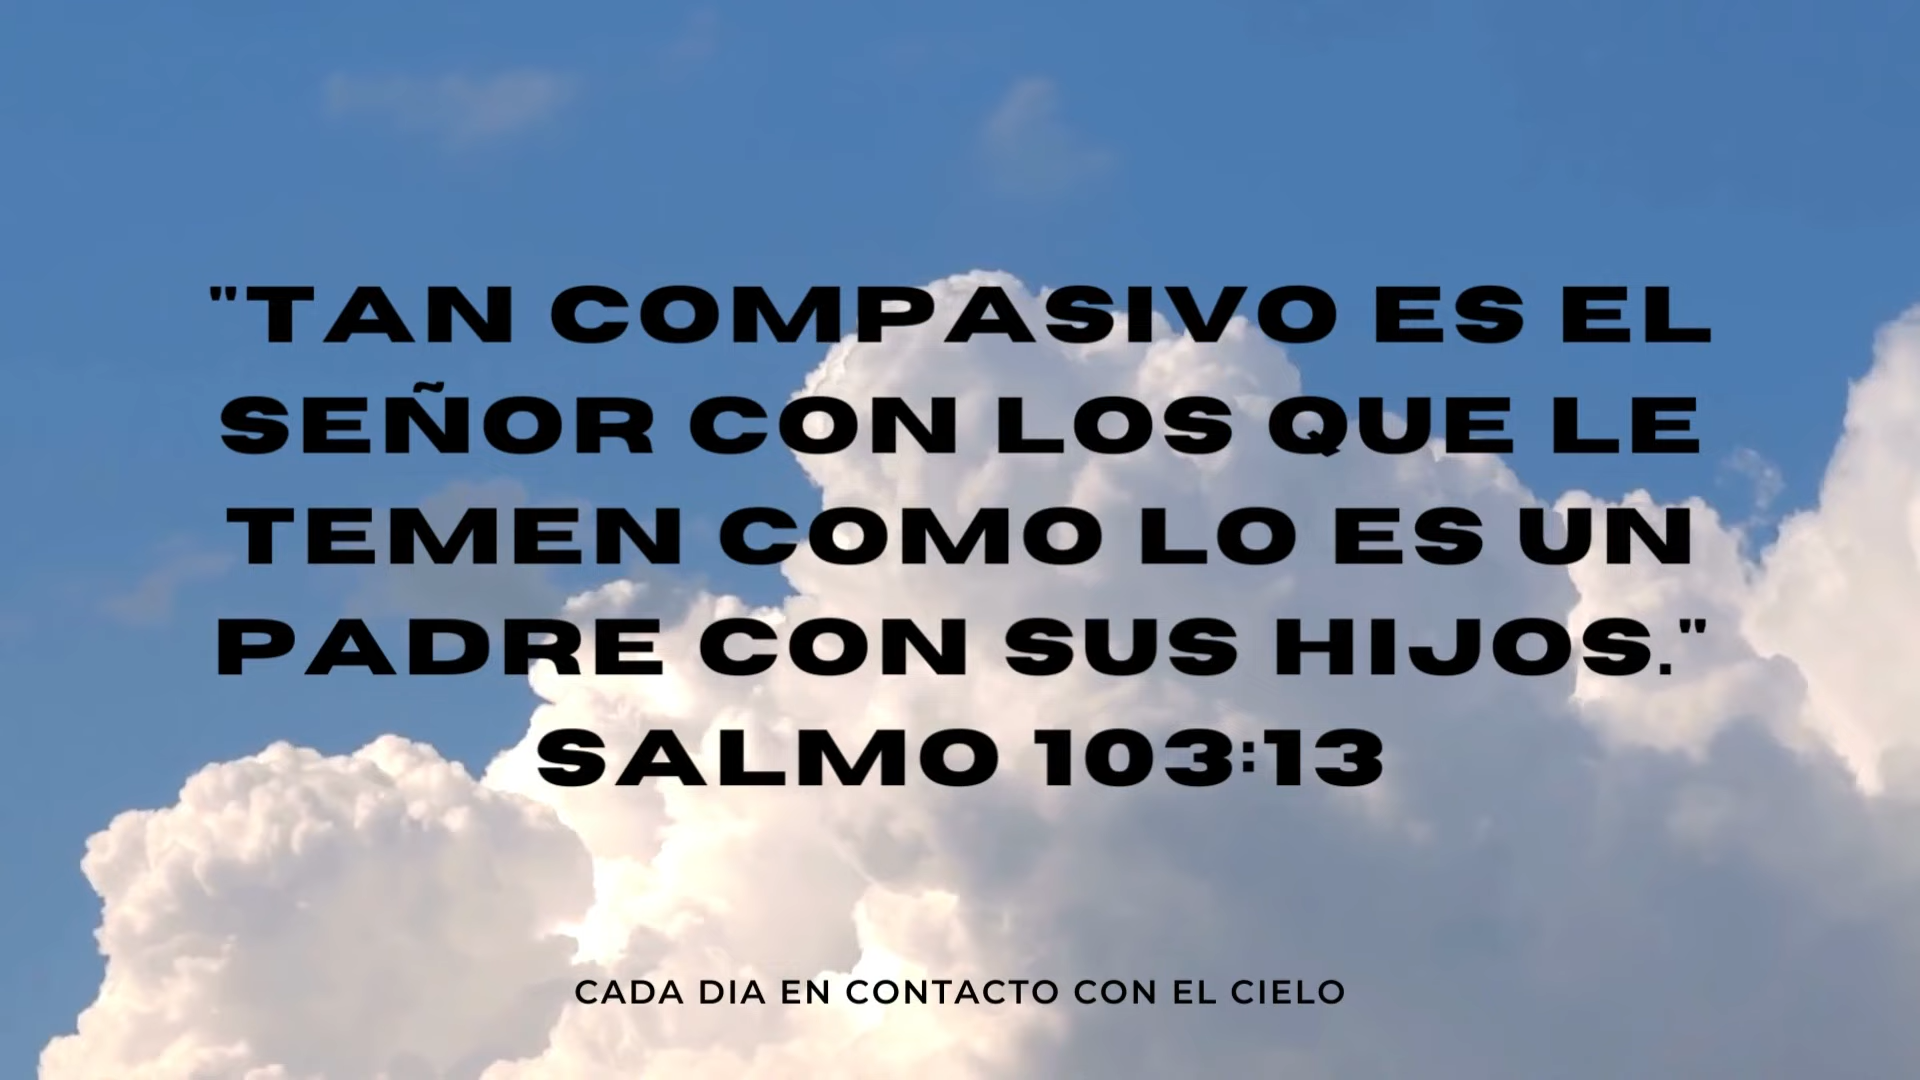 "TAN COMPASIVO ES EL
SEÑOR CON LOS QUE LE
TEMEN COMO LO ES UN
PADRE CON SUS HIJOS."
SALMO 103:13
CADA DIA EN CONTACTO CON EL CIELO